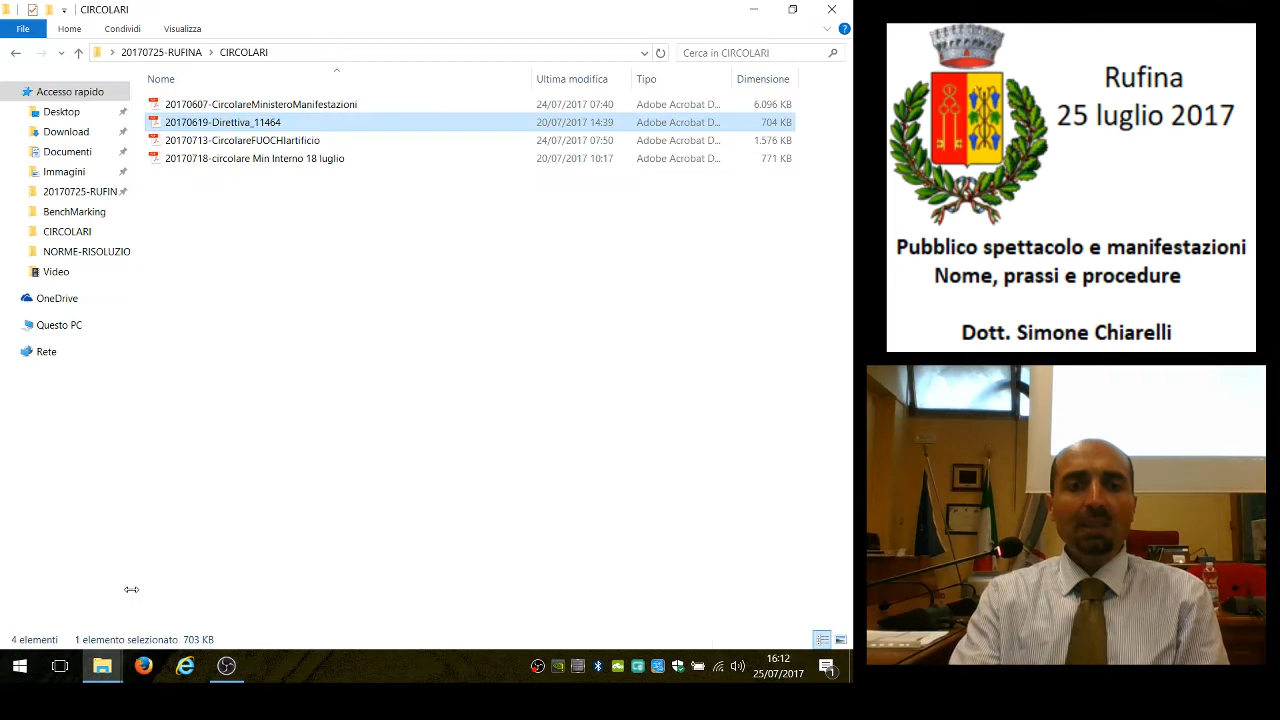 CIRCOLARI
File
Home
Condividi
Visualizza
20170725-RUFINA
CIRCOLARI
Cerca in CIRCOLARI
Nome
Ultima modifica
Tipo
Dimensione
Accesso rapido
Desktop
Download
Documenti
Immagini
20170725-RUFIN
BenchMarking
CIRCOLARI
NORME-RISOLUZIO
Video
OneDrive
Questo PC
Rete
20170607-CircolareMinisteroManifestazioni 24/07/2017 07:40 Adobe Acrobat D... 6.096 KB
20170619-Direttiva_11464 20/07/2017 14:39 Adobe Acrobat D... 704 KB
20170713-CircolareFUOCHIartificio 24/07/2017 07:50 Adobe Acrobat D... 1.576 KB
20170718-circolare Min Interno 18 luglio 20/07/2017 10:17 Adobe Acrobat D... 771 KB
4 elementi 1 elemento selezionato 703 KB
16:12
25/07/2017
1
Rufina
25 luglio 2017
Pubblico spettacolo e manifestazioni
Nome, prassi e procedure
Dott. Simone Chiarelli